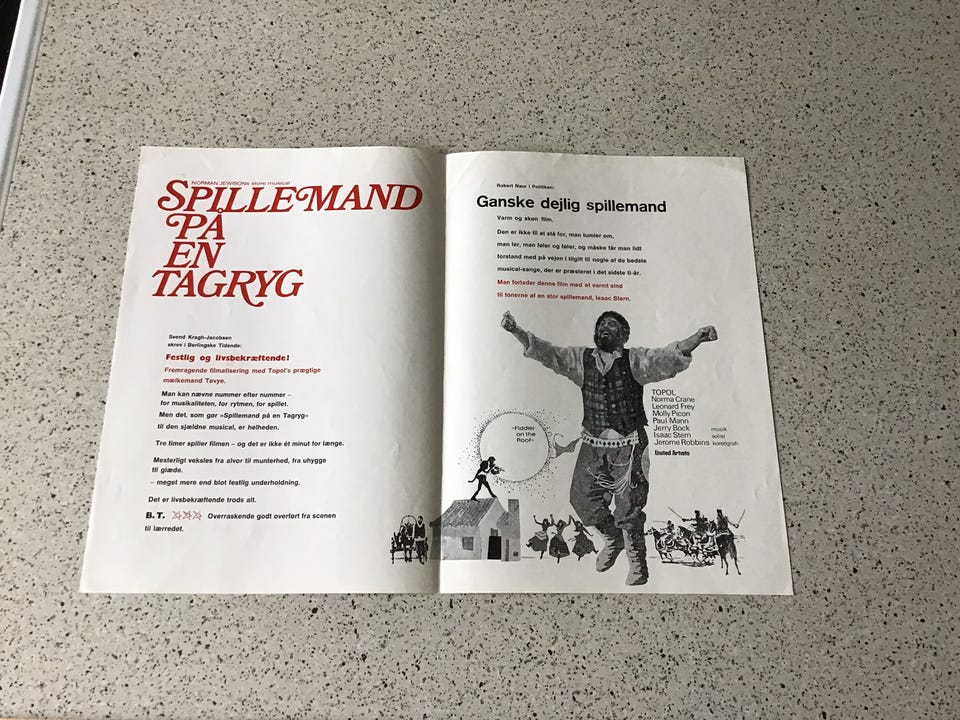 NORMAN JEWISONs store musical
SPILLEMAND
PÅ
EN
TAGRYG
Svend Kragh-Jacobsen
skrev i Berlingske Tidende:
Festlig og livsbekræftende!
Fremragende filmatisering med Topol's prægtige
mælkemand Tevye.
Man kan nævne nummer efter nummer –
for musikaliteten, for rytmen, for spillet.
Men det, som gør »Spillemand på en Tagryg»
til den sjældne musical, er helheden.
Tre timer spiller filmen – og det er ikke ét minut for længe.
Mesterligt veksles fra alvor til munterhed, fra uhygge
til glæde.
– meget mere end blot festlig underholdning.
Det er livsbekræftende trods alt.
B.T. ☆☆☆ Overraskende godt overført fra scenen
til lærredet.
Robert Naur i Politiken:
Ganske dejlig spillemand
Varm og skøn film.
Den er ikke til at stå for, man tumler om,
man ler, man føler og føler, og måske får man lidt
forstand med på vejen i tilgift til nogle af de bedste
musical-sange, der er præsteret i det sidste ti-år.
Man forlader denne film med et varmt sind
til tonerne af en stor spillemand, Isaac Stern.
»Fiddler
on the
Roof»
TOPOL
Norma Crane
Leonard Frey
Molly Picon
Paul Mann
Jerry Bock musik
Isaac Stern solist
Jerome Robbins koreografi
United Artists